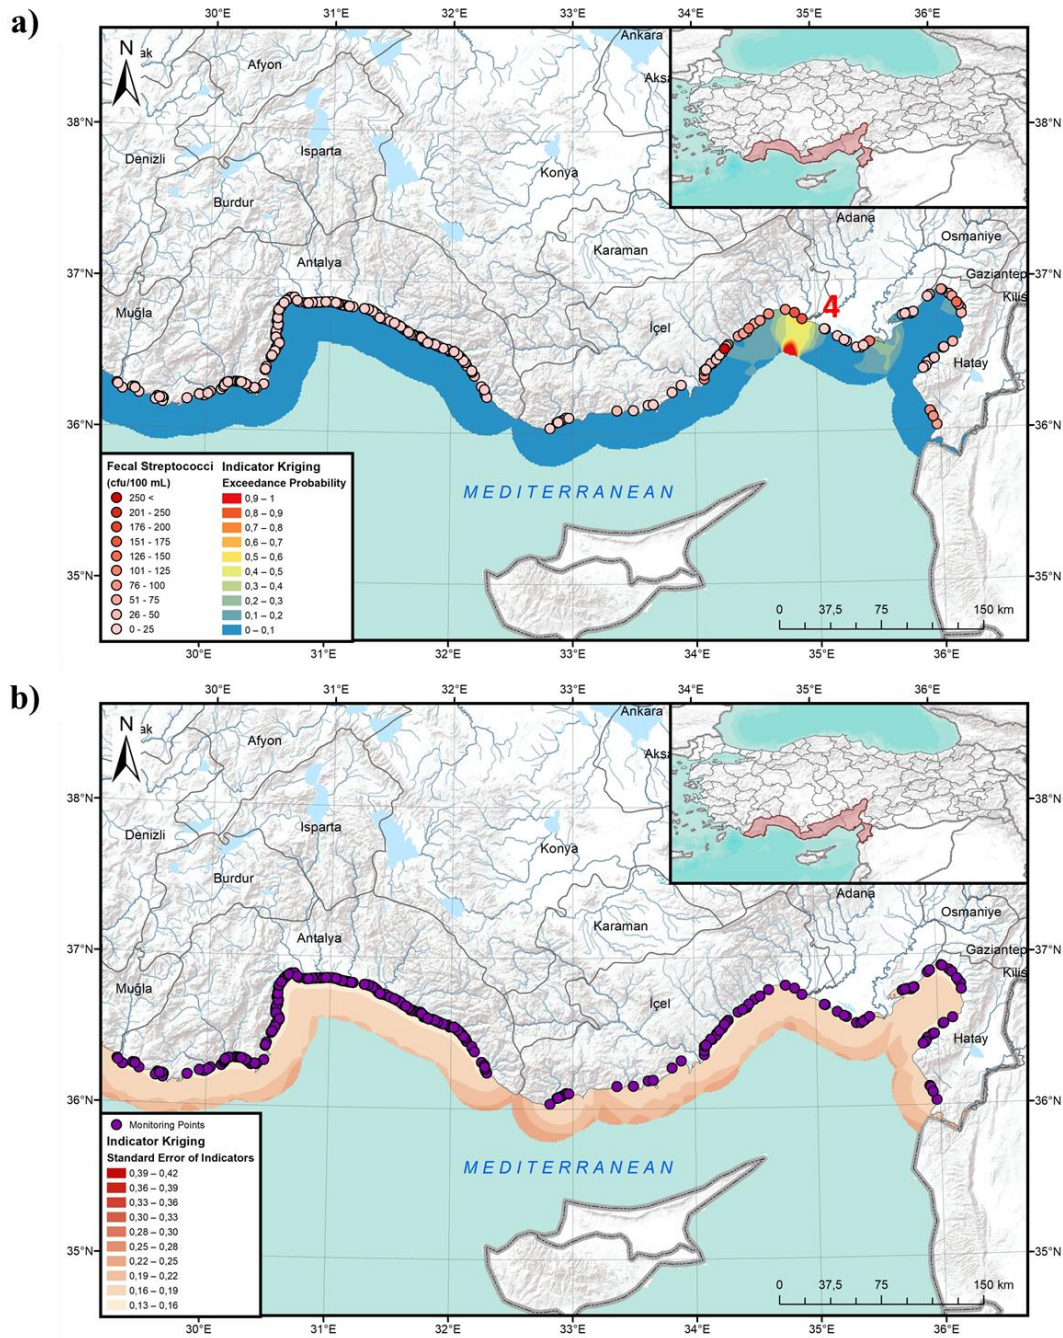 a)
30°E 31°E 32°E 33°E 34°E 35°E 36°E
N
ak
Afyon
Ankara
Aksa
38°N
38°N
Denizli
Isparta
Konya
Burdur
Adana
Osmaniye
Karaman
37°N
37°N
Antalya
Gaziantep
Kilis
Muğla
İçel
4
Hatay
36°N
36°N
Fecal Streptococci
(cfu/100 mL)
250 <
201 - 250
176 - 200
151 - 175
126 - 150
101 - 125
76 - 100
51 - 75
26 - 50
0 - 25
Indicator Kriging
Exceedance Probability
0,9 – 1
0,8 – 0,9
0,7 – 0,8
0,6 – 0,7
0,5 – 0,6
0,4 – 0,5
0,3 – 0,4
0,2 – 0,3
0,1 – 0,2
0 – 0,1
MEDITERRANEAN
35°N
35°N
0 37,5 75 150 km
30°E 31°E 32°E 33°E 34°E 35°E 36°E
b)
30°E 31°E 32°E 33°E 34°E 35°E 36°E
N
ak
Afyon
Ankara
Aksa
38°N
38°N
Denizli
Isparta
Konya
Burdur
Adana
Osmaniye
Karaman
37°N
37°N
Antalya
Gaziantep
Kilis
Muğla
İçel
Hatay
36°N
36°N
Monitoring Points
Indicator Kriging
Standard Error of Indicators
0,39 – 0,42
0,36 – 0,39
0,33 – 0,36
0,30 – 0,33
0,28 – 0,30
0,25 – 0,28
0,22 – 0,25
0,19 – 0,22
0,16 – 0,19
0,13 – 0,16
MEDITERRANEAN
35°N
35°N
0 37,5 75 150 km
30°E 31°E 32°E 33°E 34°E 35°E 36°E